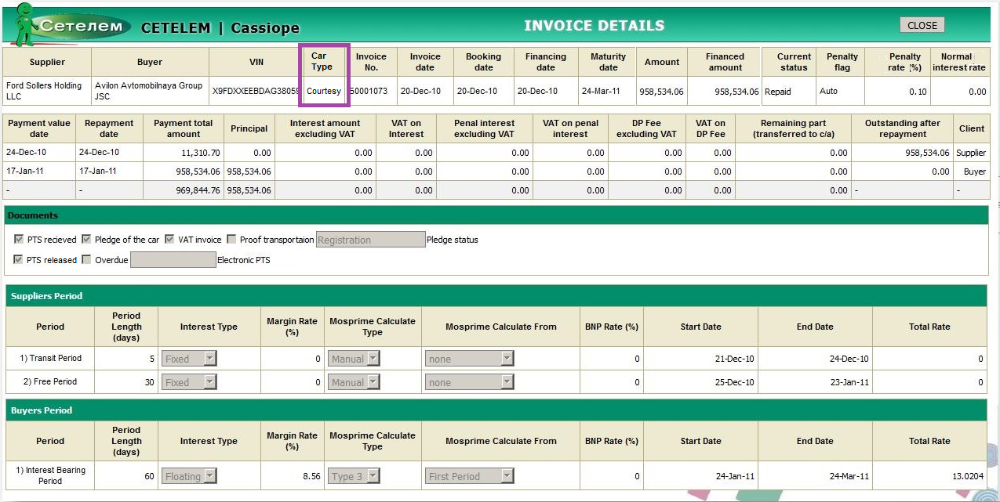 Сетелем CETELEM | Cassiope INVOICE DETAILS CLOSE
Supplier Buyer VIN Car Type Invoice No. Invoice date Booking date Financing date Maturity date Amount Financed amount Current status Penalty flag Penalty rate (%) Normal interest rate
Ford Sollers Holding LLC Avilon Avtomobilnaya Group JSC X9FDXXEEBDAG38059 Courtesy 50001073 20-Dec-10 20-Dec-10 20-Dec-10 24-Mar-11 958,534.06 958,534.06 Repaid Auto 0.10 0.00
Payment value date Repayment date Payment total amount Principal Interest amount excluding VAT VAT on Interest Penal interest excluding VAT VAT on penal interest DP Fee excluding VAT VAT on DP Fee Remaining part (transferred to c/a) Outstanding after repayment Client
24-Dec-10 24-Dec-10 11,310.70 0.00 0.00 0.00 0.00 0.00 0.00 0.00 0.00 958,534.06 Supplier
17-Jan-11 17-Jan-11 958,534.06 958,534.06 0.00 0.00 0.00 0.00 0.00 0.00 0.00 0.00 Buyer
- - 969,844.76 958,534.06 0.00 0.00 0.00 0.00 0.00 0.00 0.00 - -
Documents
PTS recieved Pledge of the car VAT invoice Proof transportaion Registration Pledge status
PTS released Overdue Electronic PTS
Suppliers Period
Period Period Length (days) Interest Type Margin Rate (%) Mosprime Calculate Type Mosprime Calculate From BNP Rate (%) Start Date End Date Total Rate
1) Transit Period 5 Fixed 0 Manual none 0 21-Dec-10 24-Dec-10 0
2) Free Period 30 Fixed 0 Manual none 0 25-Dec-10 23-Jan-11 0
Buyers Period
Period Period Length (days) Interest Type Margin Rate (%) Mosprime Calculate Type Mosprime Calculate From BNP Rate (%) Start Date End Date Total Rate
1) Interest Bearing Period 60 Floating 8.56 Type 3 First Period 0 24-Jan-11 24-Mar-11 13.0204